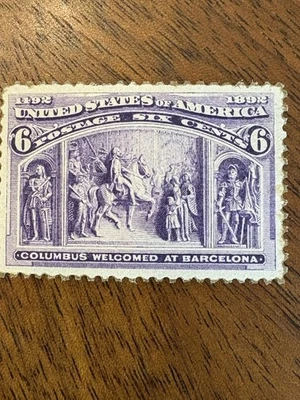 1492 1892
UNITED STATES OF AMERICA
6 POSTAGE SIX CENTS 6
·COLUMBUS WELCOMED AT BARCELONA·